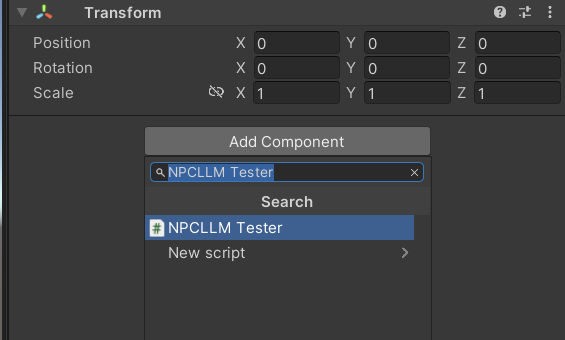 Transform
Position X 0 Y 0 Z 0
Rotation X 0 Y 0 Z 0
Scale X 1 Y 1 Z 1
Add Component
NPCLLM Tester
Search
NPCLLM Tester
New script